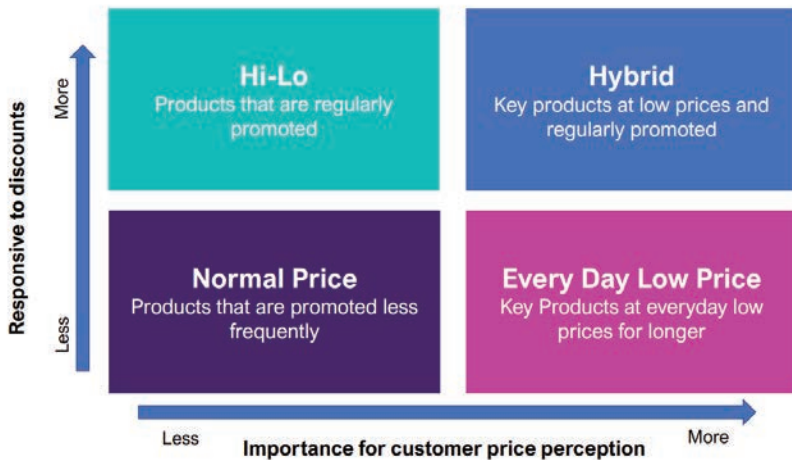 Responsive to discounts
More
Less
Hi-Lo
Products that are regularly
promoted
Hybrid
Key products at low prices and
regularly promoted
Normal Price
Products that are promoted less
frequently
Every Day Low Price
Key Products at everyday low
prices for longer
Less
Importance for customer price perception
More